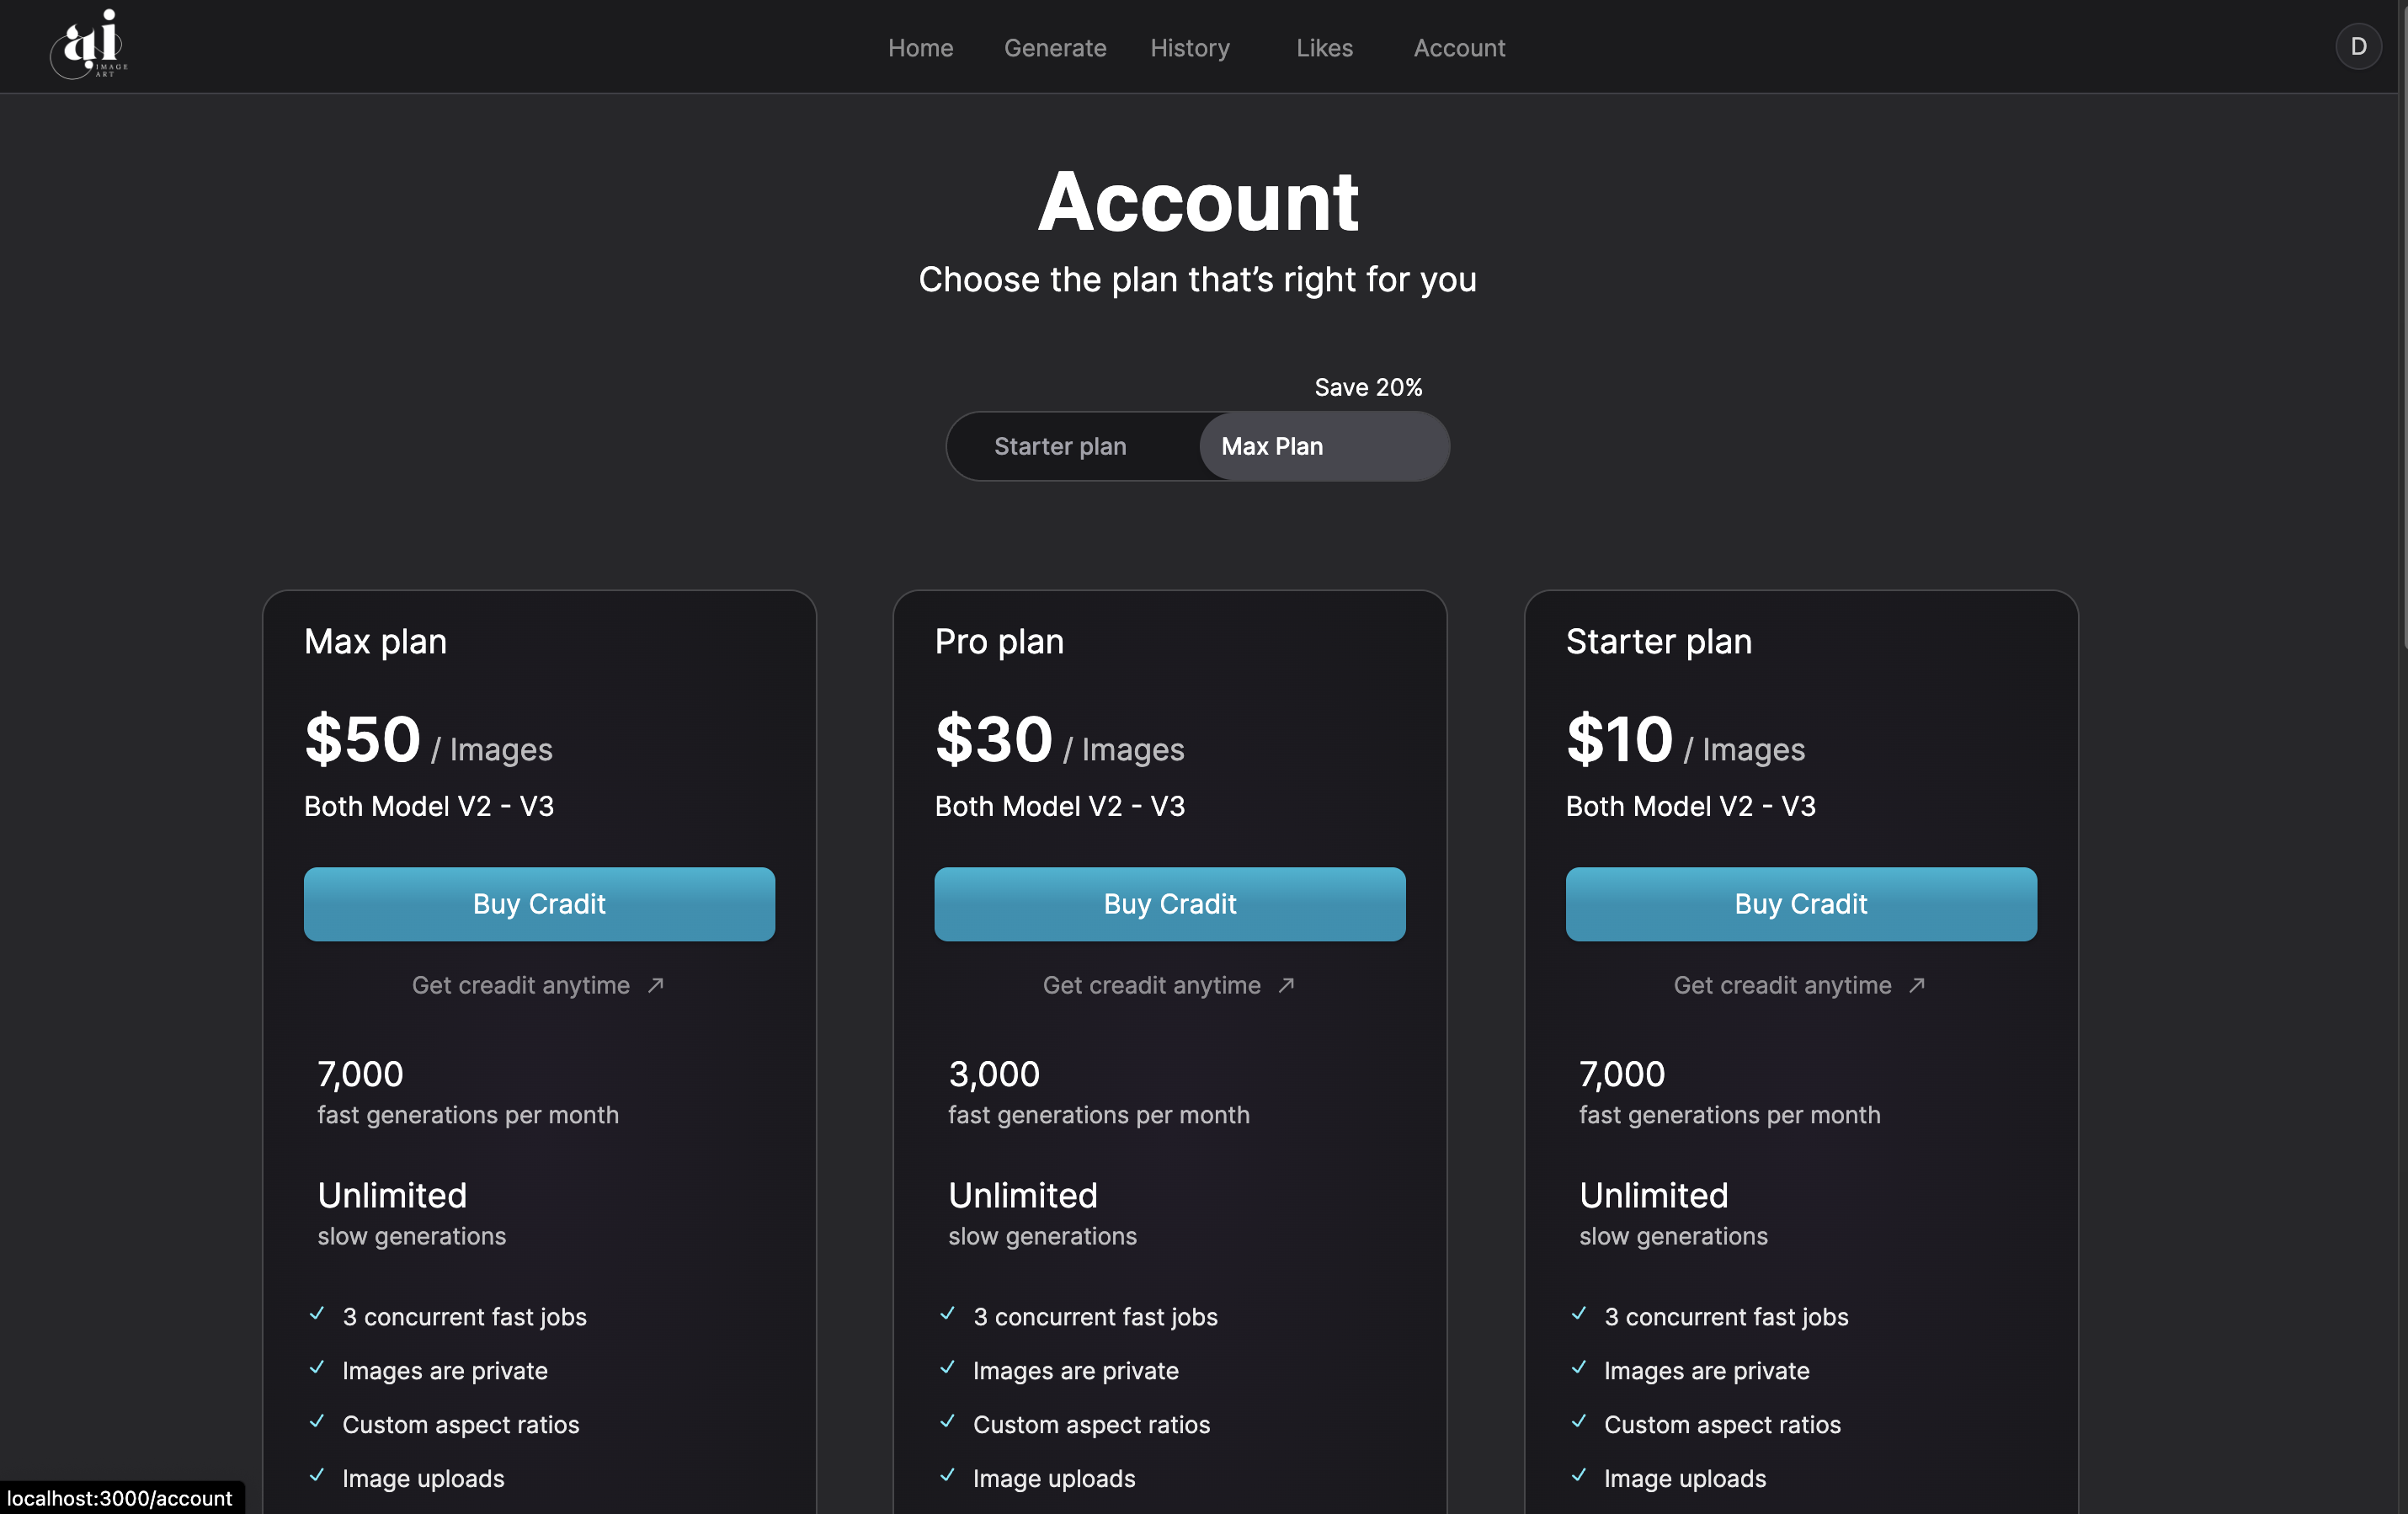 ai
IMAGE
ART
Home Generate History Likes Account
D
Account
Choose the plan that’s right for you
Save 20%
Starter plan Max Plan
Max plan
$50 / Images
Both Model V2 - V3
Buy Cradit
Get creadit anytime
7,000
fast generations per month
Unlimited
slow generations
3 concurrent fast jobs
Images are private
Custom aspect ratios
Image uploads
Pro plan
$30 / Images
Both Model V2 - V3
Buy Cradit
Get creadit anytime
3,000
fast generations per month
Unlimited
slow generations
3 concurrent fast jobs
Images are private
Custom aspect ratios
Image uploads
Starter plan
$10 / Images
Both Model V2 - V3
Buy Cradit
Get creadit anytime
7,000
fast generations per month
Unlimited
slow generations
3 concurrent fast jobs
Images are private
Custom aspect ratios
Image uploads
localhost:3000/account